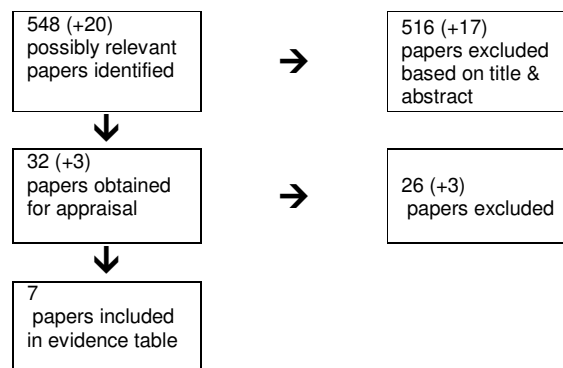 548 (+20)
possibly relevant
papers identified
516 (+17)
papers excluded
based on title &
abstract
32 (+3)
papers obtained
for appraisal
26 (+3)
papers excluded
7
papers included
in evidence table